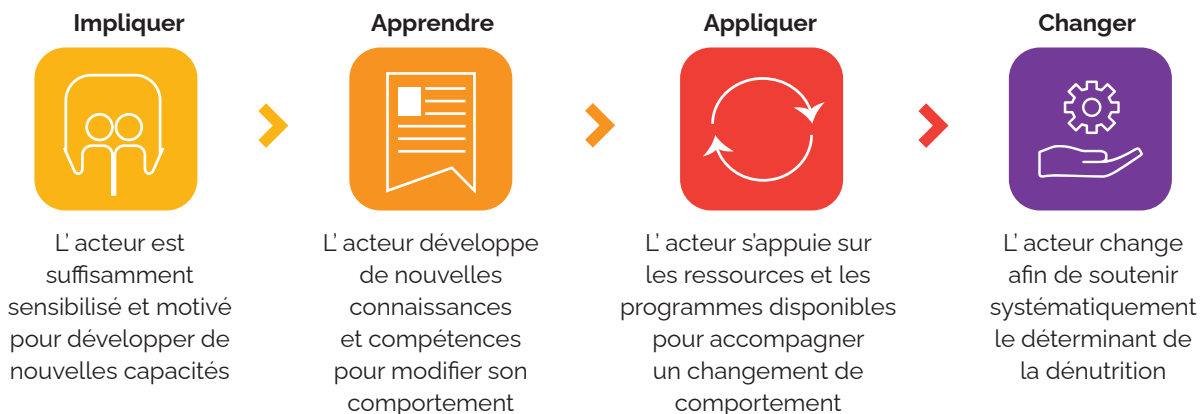 Impliquer
L' acteur est
suffisamment
sensibilisé et motivé
pour développer de
nouvelles capacités
Apprendre
L' acteur développe
de nouvelles
connaissances
et compétences
pour modifier son
comportement
Appliquer
L' acteur s'appuie sur
les ressources et les
programmes disponibles
pour accompagner
un changement de
comportement
Changer
L' acteur change
afin de soutenir
systématiquement
le déterminant de
la dénutrition